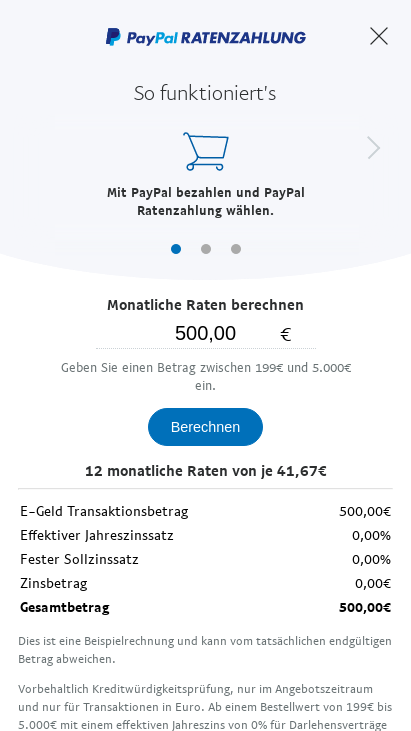 PayPal RATENZAHLUNG
So funktioniert's
Mit PayPal bezahlen und PayPal
Ratenzahlung wählen.
Monatliche Raten berechnen
500,00 €
Geben Sie einen Betrag zwischen 199€ und 5.000€
ein.
Berechnen
12 monatliche Raten von je 41,67€
E-Geld Transaktionsbetrag 500,00€
Effektiver Jahreszinssatz 0,00%
Fester Sollzinssatz 0,00%
Zinsbetrag 0,00€
Gesamtbetrag 500,00€
Dies ist eine Beispielrechnung und kann vom tatsächlichen endgültigen
Betrag abweichen.
Vorbehaltlich Kreditwürdigkeitsprüfung, nur im Angebotszeitraum
und nur für Transaktionen in Euro. Ab einem Bestellwert von 199€ bis
5.000€ mit einem effektiven Jahreszins von 0% für Darlehensverträge